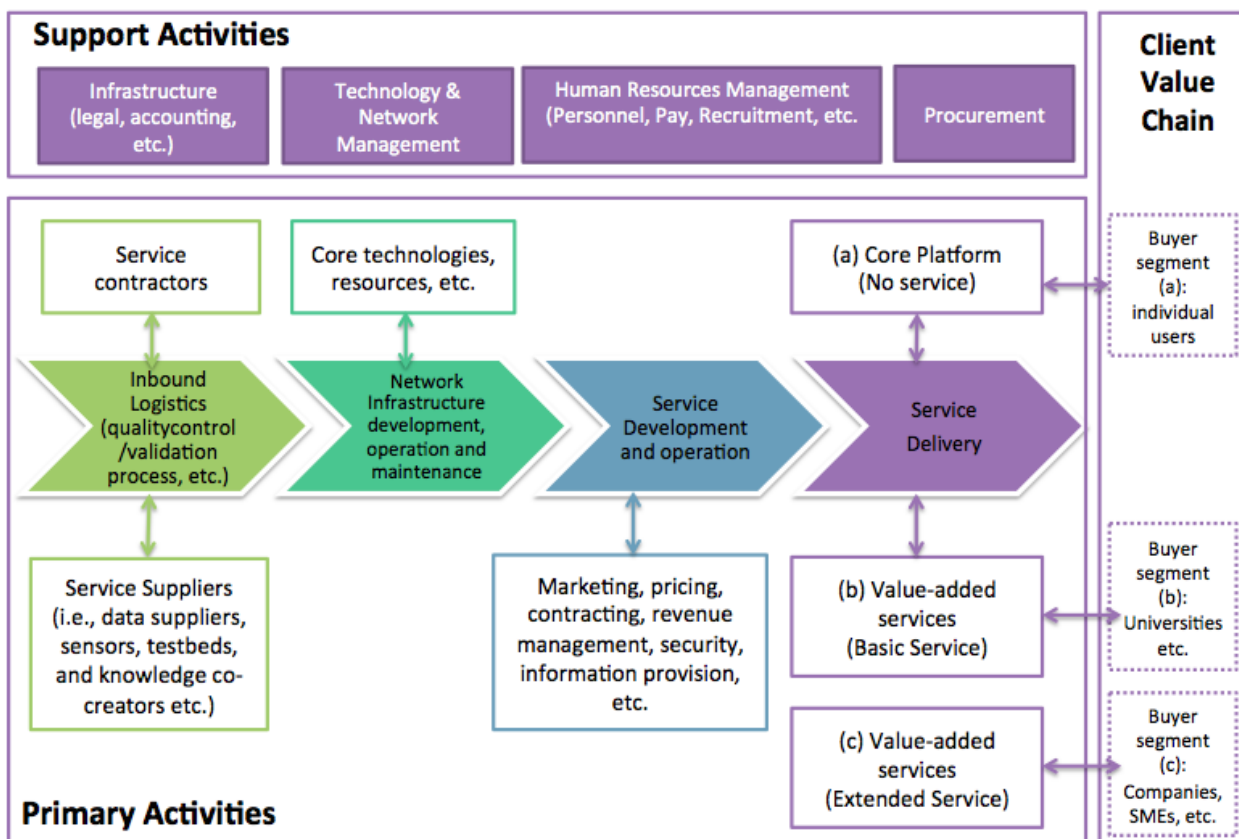 Support Activities
Infrastructure
(legal, accounting,
etc.)
Technology &
Network
Management
Human Resources Management
(Personnel, Pay, Recruitment, etc.
Procurement
Client
Value
Chain
Service
contractors
Core technologies,
resources, etc.
(a) Core Platform
(No service)
Buyer
segment
(a):
individual
users
Inbound
Logistics
(qualitycontrol
/validation
process, etc.)
Network
Infrastructure
development,
operation and
maintenance
Service
Development
and operation
Service
Delivery
Service Suppliers
(i.e., data suppliers,
sensors, testbeds,
and knowledge co-
creators etc.)
Marketing, pricing,
contracting, revenue
management, security,
information provision,
etc.
(b) Value-added
services
(Basic Service)
Buyer
segment
(b):
Universities
etc.
(c) Value-added
services
(Extended Service)
Buyer
segment
(c):
Companies,
SMEs, etc.
Primary Activities